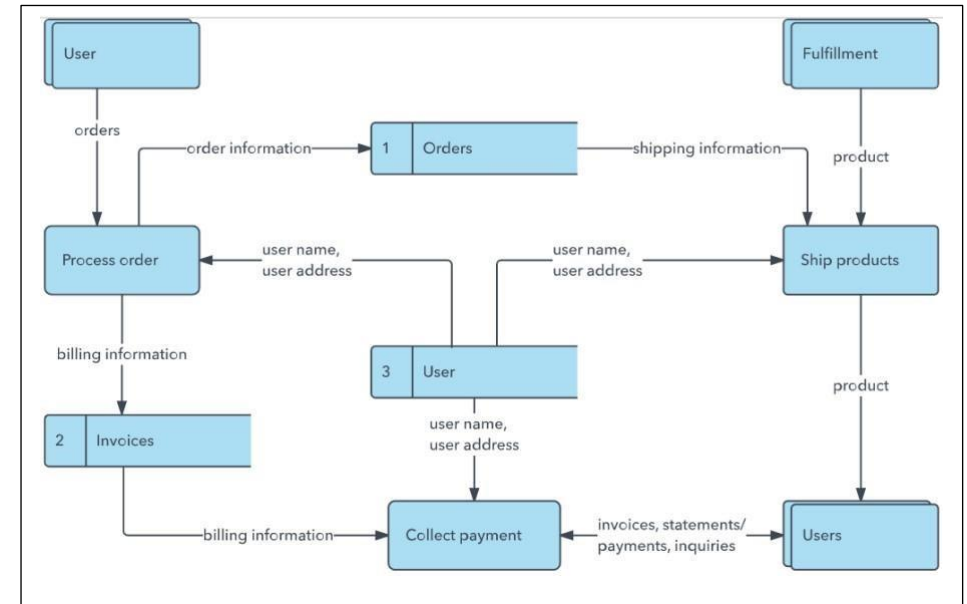 User
Fulfillment
orders
order information
1 Orders
shipping information
product
Process order
user name,
user address
user name,
user address
Ship products
billing information
3 User
product
2 Invoices
user name,
user address
billing information
Collect payment
invoices, statements/
payments, inquiries
Users